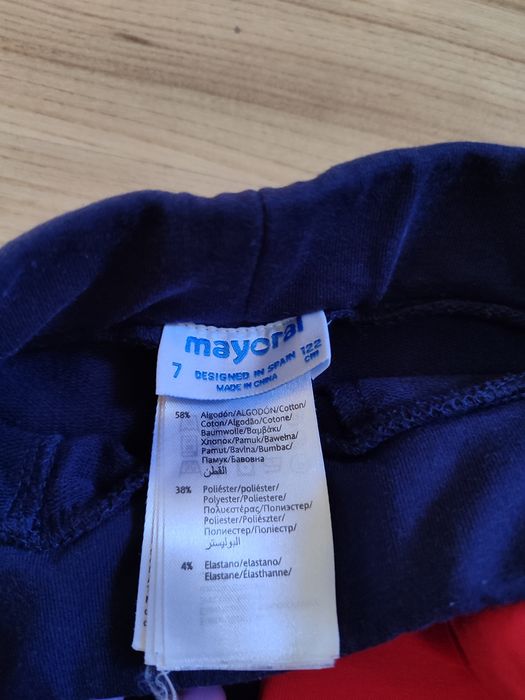 mayoral
7 DESIGNED IN SPAIN 122
MADE IN CHINA cm
58% Algodón/ALGODÓN/Cotton/
Coton/Algodão/Cotone/
Baumwolle/Βαμβάκι/
Хлопок/Pamuk/Bawełna/
Pamut/Bavlna/Bumbac/
Памук/Бавовна
القطن
38% Poliéster/poliéster/
Polyester/Poliestere/
Πολυεστέρας/Полиэстер/
Poliester/Poliészter/
Полиестер/Поліестр/
البوليستر
4% Elastano/elastano/
Elastane/Élasthanne/